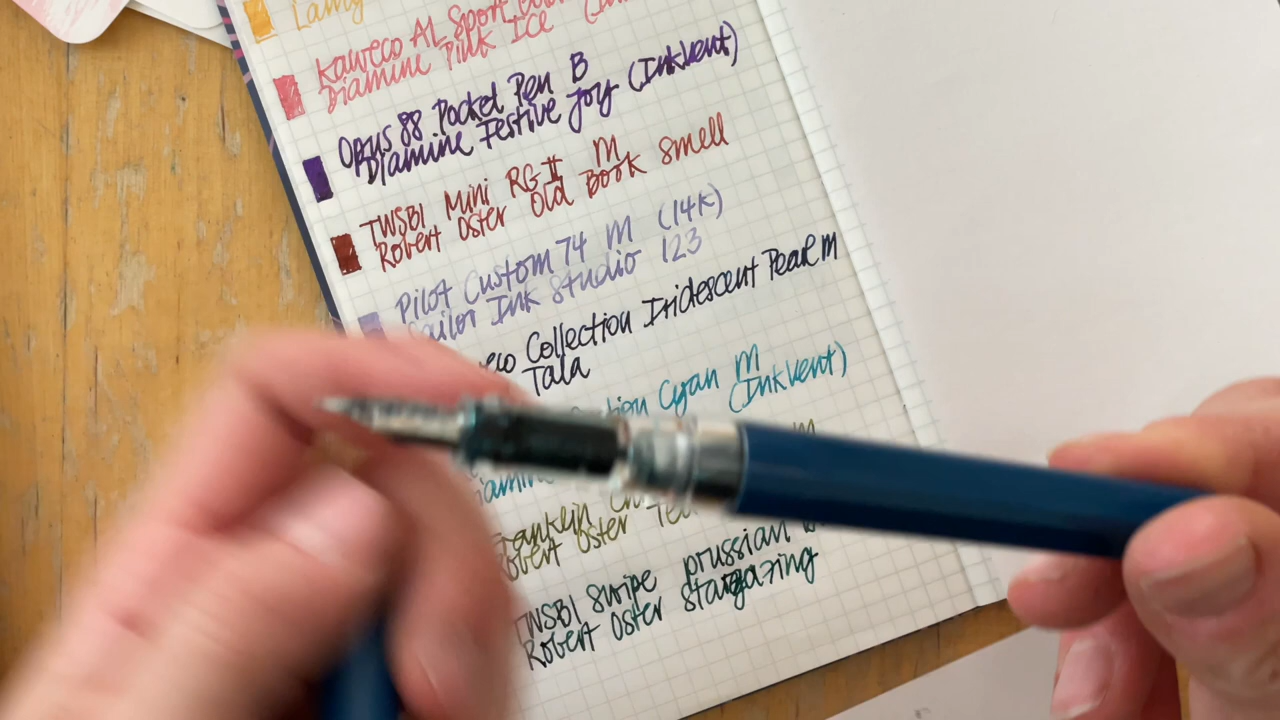 Lamy
Kaweco AL Sport
Diamine Pink Ice
Opus 88 Pocket Pen B
Diamine Festive Joy (Inkvent)
TWSBI Mini RG II M
Robert Oster Old Book Smell
Pilot Custom 74 M (14K)
Sailor Ink Studio 123
Collection Iridescent Pearl M
Tala
Cyan M
(Inkvent)
M
Robert Oster
TWSBI Swipe prussian
Robert Oster stargazing